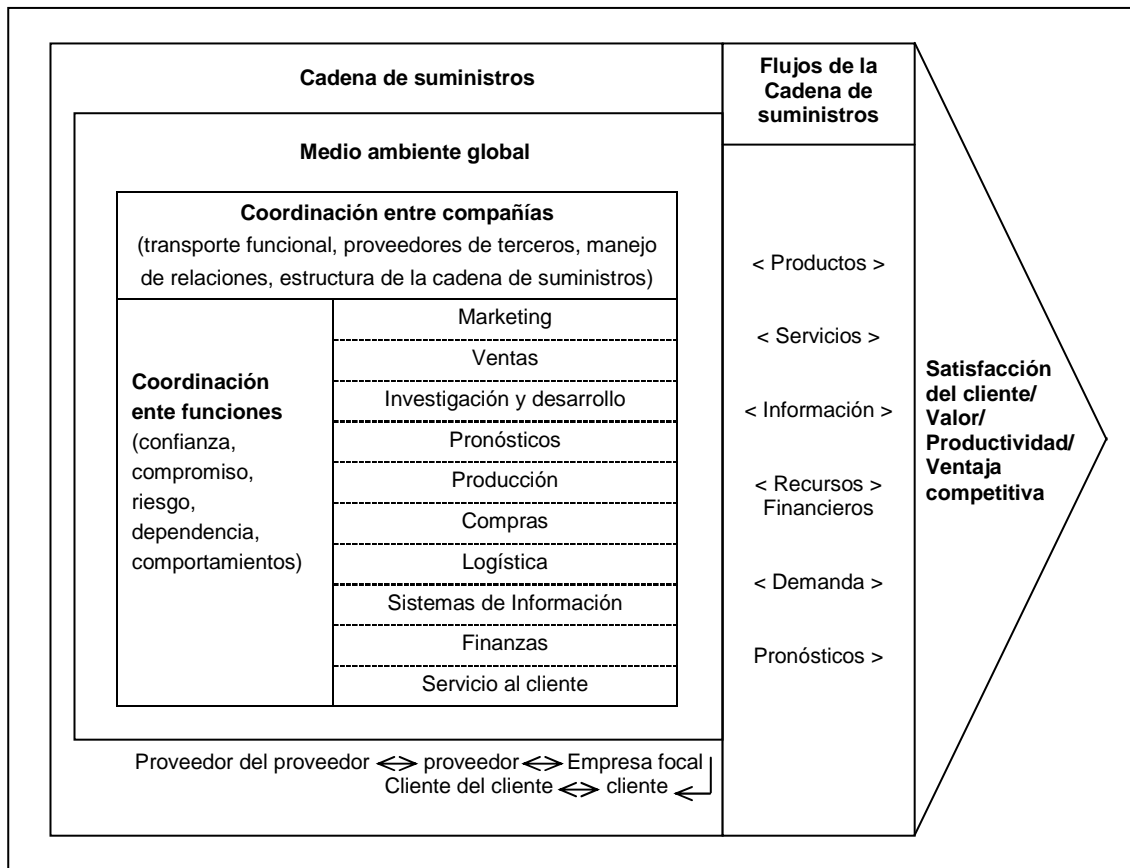 Cadena de suministros
Flujos de la
Cadena de
suministros
Medio ambiente global
Coordinación entre compañías
(transporte funcional, proveedores de terceros, manejo
de relaciones, estructura de la cadena de suministros)
Coordinación
ente funciones
(confianza,
compromiso,
riesgo,
dependencia,
comportamientos)
Marketing
Ventas
Investigación y desarrollo
Pronósticos
Producción
Compras
Logística
Sistemas de Información
Finanzas
Servicio al cliente
< Productos >
< Servicios >
< Información >
< Recursos >
Financieros
< Demanda >
Pronósticos >
Satisfacción
del cliente/
Valor/
Productividad/
Ventaja
competitiva
Proveedor del proveedor proveedor Empresa focal
Cliente del cliente cliente